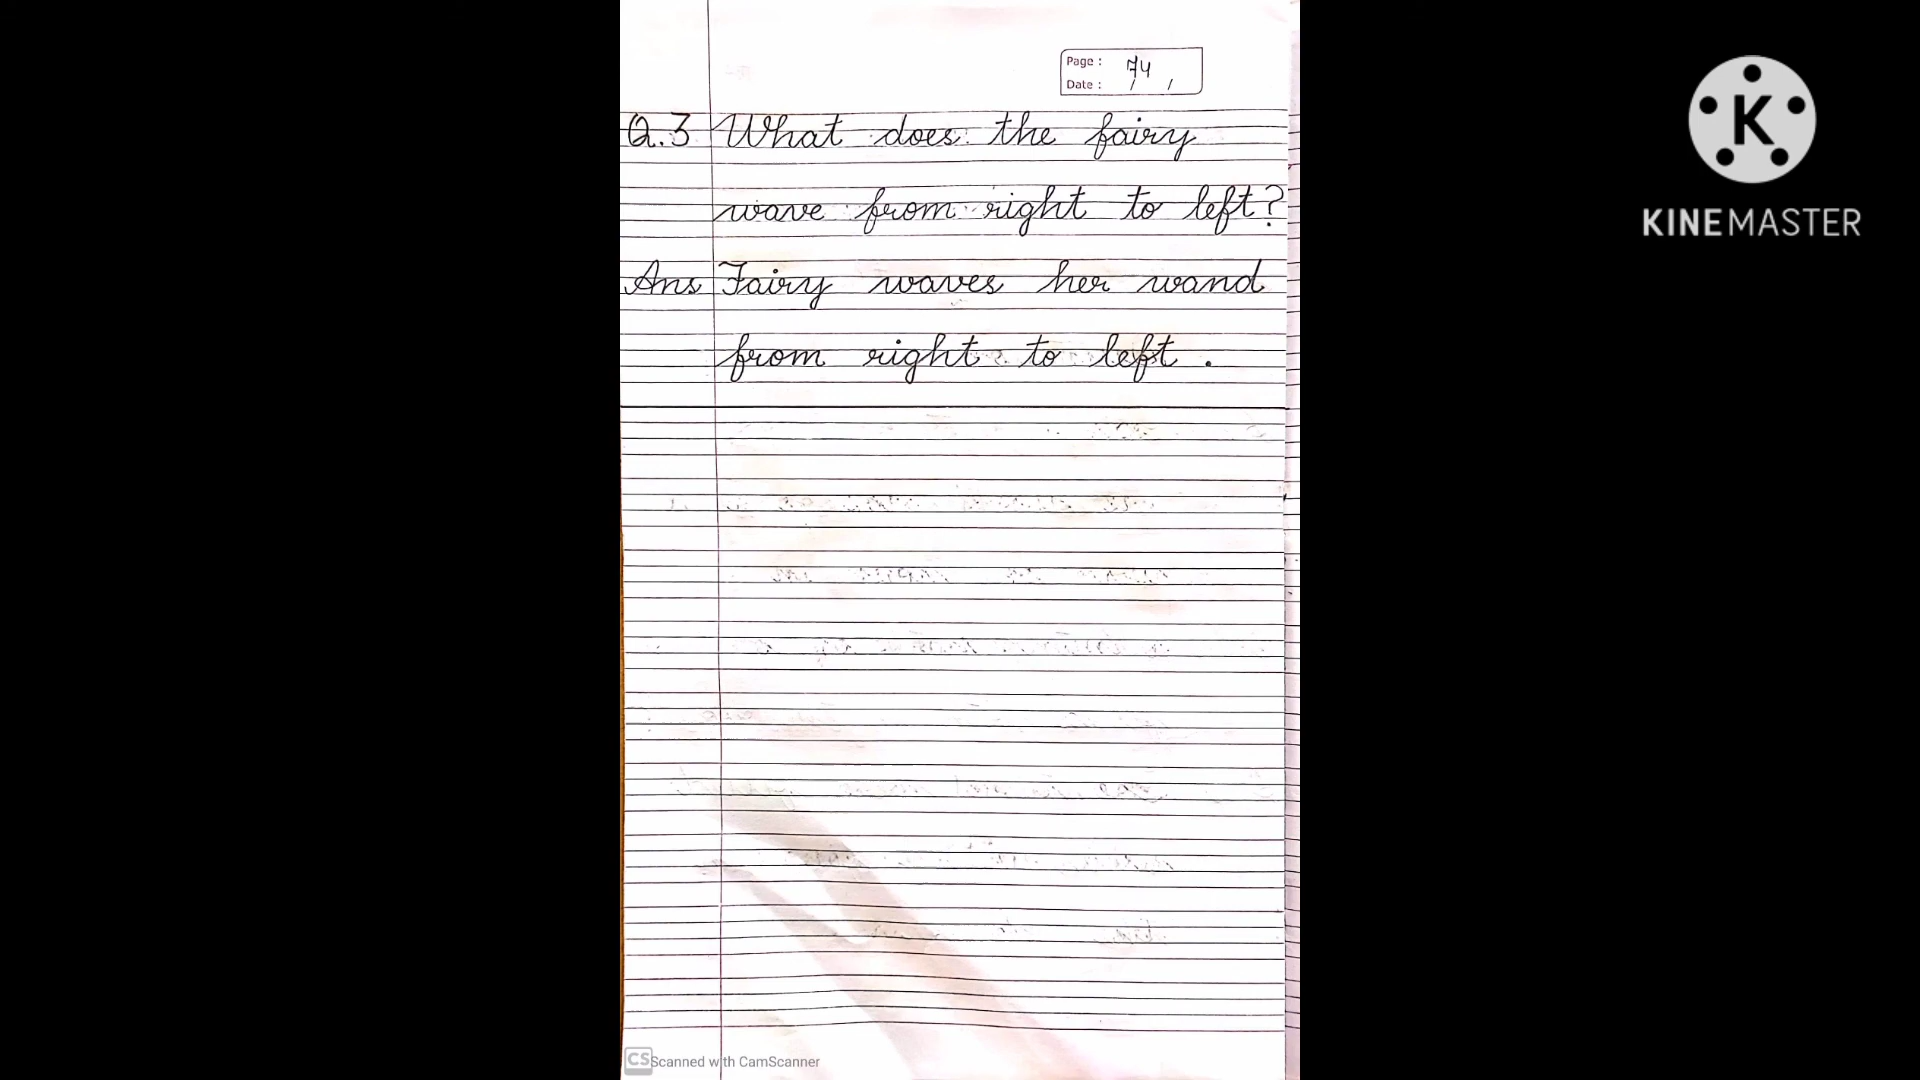 Page : 74
Date : / /
Q.3 What does the fairy
wave from right to left?
Ans Fairy waves her wand
from right to left .
K
KINEMASTER
CS Scanned with CamScanner